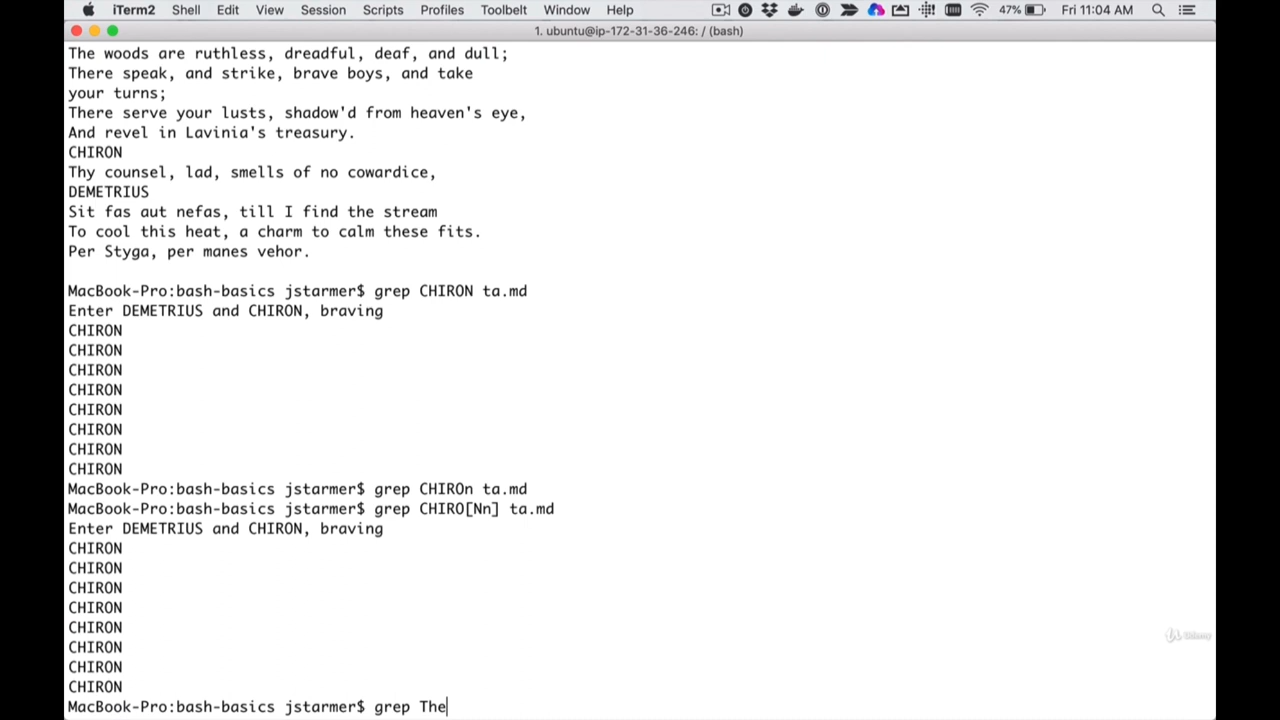 iTerm2 Shell Edit View Session Scripts Profiles Toolbelt Window Help 47% Fri 11:04 AM
1. ubuntu@ip-172-31-36-246: / (bash)
The woods are ruthless, dreadful, deaf, and dull;
There speak, and strike, brave boys, and take
your turns;
There serve your lusts, shadow'd from heaven's eye,
And revel in Lavinia's treasury.
CHIRON
Thy counsel, lad, smells of no cowardice,
DEMETRIUS
Sit fas aut nefas, till I find the stream
To cool this heat, a charm to calm these fits.
Per Styga, per manes vehor.
MacBook-Pro:bash-basics jstarmer$ grep CHIRON ta.md
Enter DEMETRIUS and CHIRON, braving
CHIRON
CHIRON
CHIRON
CHIRON
CHIRON
CHIRON
CHIRON
CHIRON
MacBook-Pro:bash-basics jstarmer$ grep CHIROn ta.md
MacBook-Pro:bash-basics jstarmer$ grep CHIRO[Nn] ta.md
Enter DEMETRIUS and CHIRON, braving
CHIRON
CHIRON
CHIRON
CHIRON
CHIRON
CHIRON
CHIRON
CHIRON
MacBook-Pro:bash-basics jstarmer$ grep The
Udemy